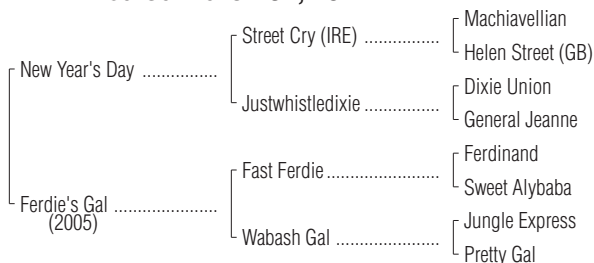 Machiavellian
Street Cry (IRE) ................
Helen Street (GB)
New Year's Day ................
Dixie Union
Justwhistledixie ................
General Jeanne
Ferdinand
Fast Ferdie ........................
Sweet Alybaba
Ferdie's Gal ......................
(2005)
Jungle Express
Wabash Gal ......................
Pretty Gal